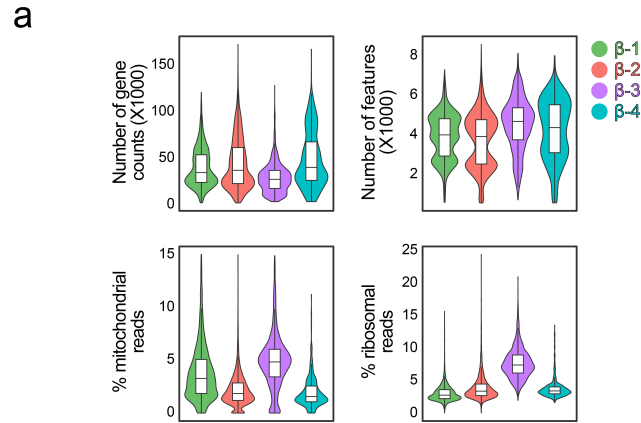 a
Number of gene
counts (X1000)
150
100
50
0
Number of features
(X1000)
8
6
4
2
β-1
β-2
β-3
β-4
% mitochondrial
reads
15
10
5
0
% ribosomal
reads
25
20
15
10
5
0